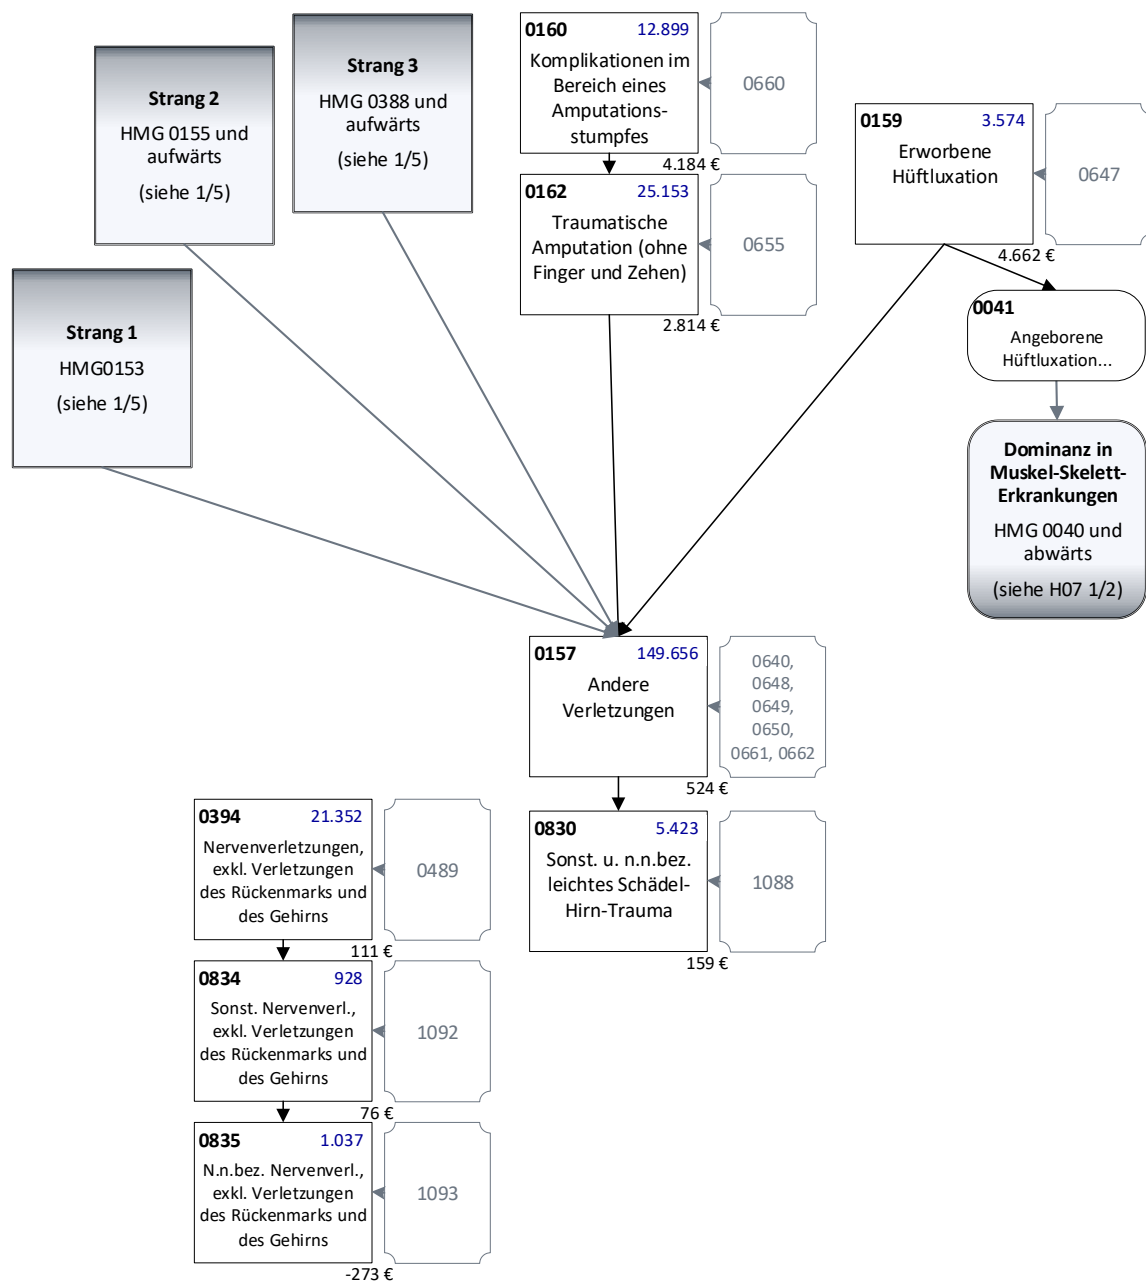 Strang 2
HMG 0155 und
aufwärts
(siehe 1/5)
Strang 3
HMG 0388 und
aufwärts
(siehe 1/5)
Strang 1
HMG0153
(siehe 1/5)
0160 12.899
Komplikationen im
Bereich eines
Amputations-
stumpfes
4.184 €
0660
0162 25.153
Traumatische
Amputation (ohne
Finger und Zehen)
2.814 €
0655
0159 3.574
Erworbene
Hüftluxation
4.662 €
0647
0041
Angeborene
Hüftluxation...
Dominanz in
Muskel-Skelett-
Erkrankungen
HMG 0040 und
abwärts
(siehe H07 1/2)
0157 149.656
Andere
Verletzungen
524 €
0640,
0648,
0649,
0650,
0661, 0662
0830 5.423
Sonst. u. n.n.bez.
leichtes Schädel-
Hirn-Trauma
159 €
1088
0394 21.352
Nervenverletzungen,
exkl. Verletzungen
des Rückenmarks und
des Gehirns
111 €
0489
0834 928
Sonst. Nervenverl.,
exkl. Verletzungen
des Rückenmarks und
des Gehirns
76 €
1092
0835 1.037
N.n.bez. Nervenverl.,
exkl. Verletzungen
des Rückenmarks und
des Gehirns
-273 €
1093